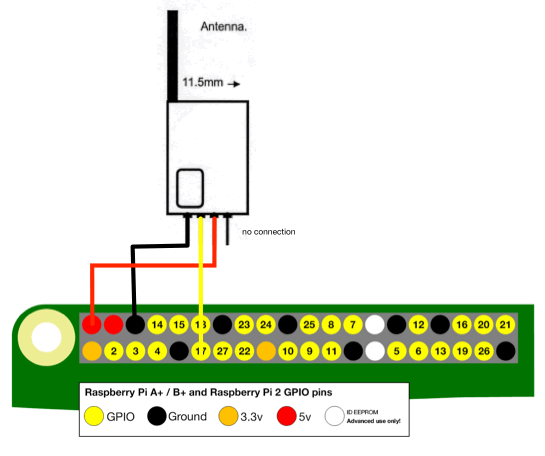 Antenna.
11.5mm →
no connection
14 15 18 23 24 25 8 7 12 16 20 21
2 3 4 17 27 22 10 9 11 5 6 13 19 26
Raspberry Pi A+ / B+ and Raspberry Pi 2 GPIO pins
GPIO Ground 3.3v 5v ID EEPROM
Advanced use only!